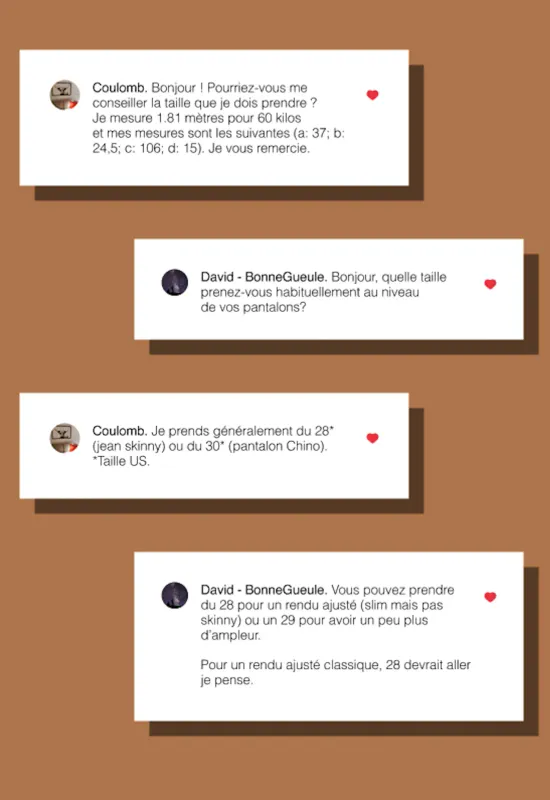 Coulomb. Bonjour ! Pourriez-vous me
conseiller la taille que je dois prendre ?
Je mesure 1.81 mètres pour 60 kilos
et mes mesures sont les suivantes (a: 37; b:
24,5; c: 106; d: 15). Je vous remercie.
David - BonneGueule. Bonjour, quelle taille
prenez-vous habituellement au niveau
de vos pantalons?
Coulomb. Je prends généralement du 28*
(jean skinny) ou du 30* (pantalon Chino).
*Taille US.
David - BonneGueule. Vous pouvez prendre
du 28 pour un rendu ajusté (slim mais pas
skinny) ou un 29 pour avoir un peu plus
d’ampleur.
Pour un rendu ajusté classique, 28 devrait aller
je pense.